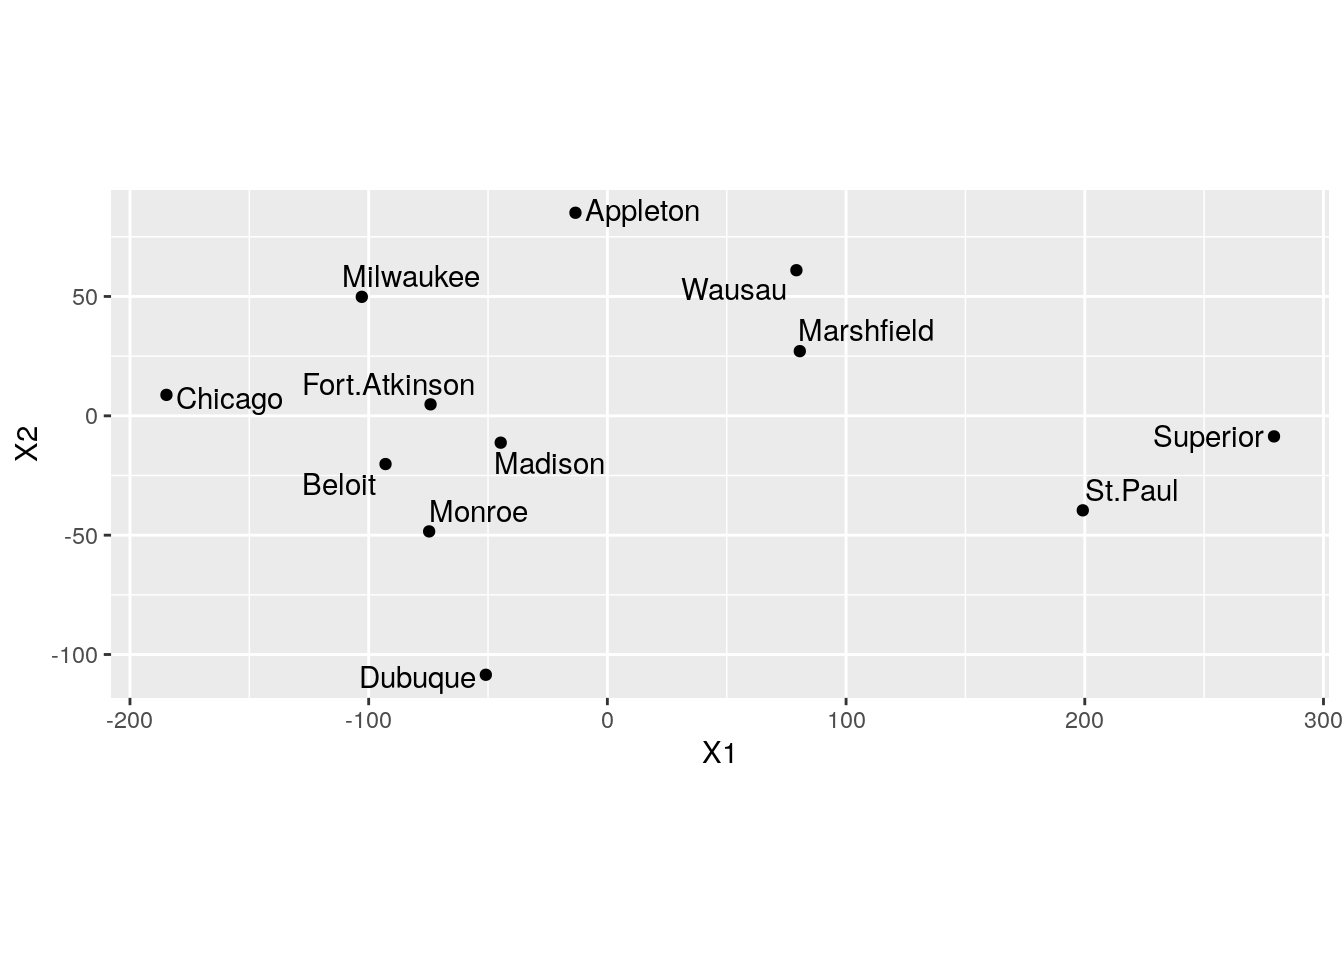 Appleton
Milwaukee
Wausau
50
Marshfield
Fort.Atkinson
Chicago
0
X2
Superior
Madison
Beloit
St.Paul
Monroe
-50
-100
Dubuque
-200
-100
0
100
200
300
X1